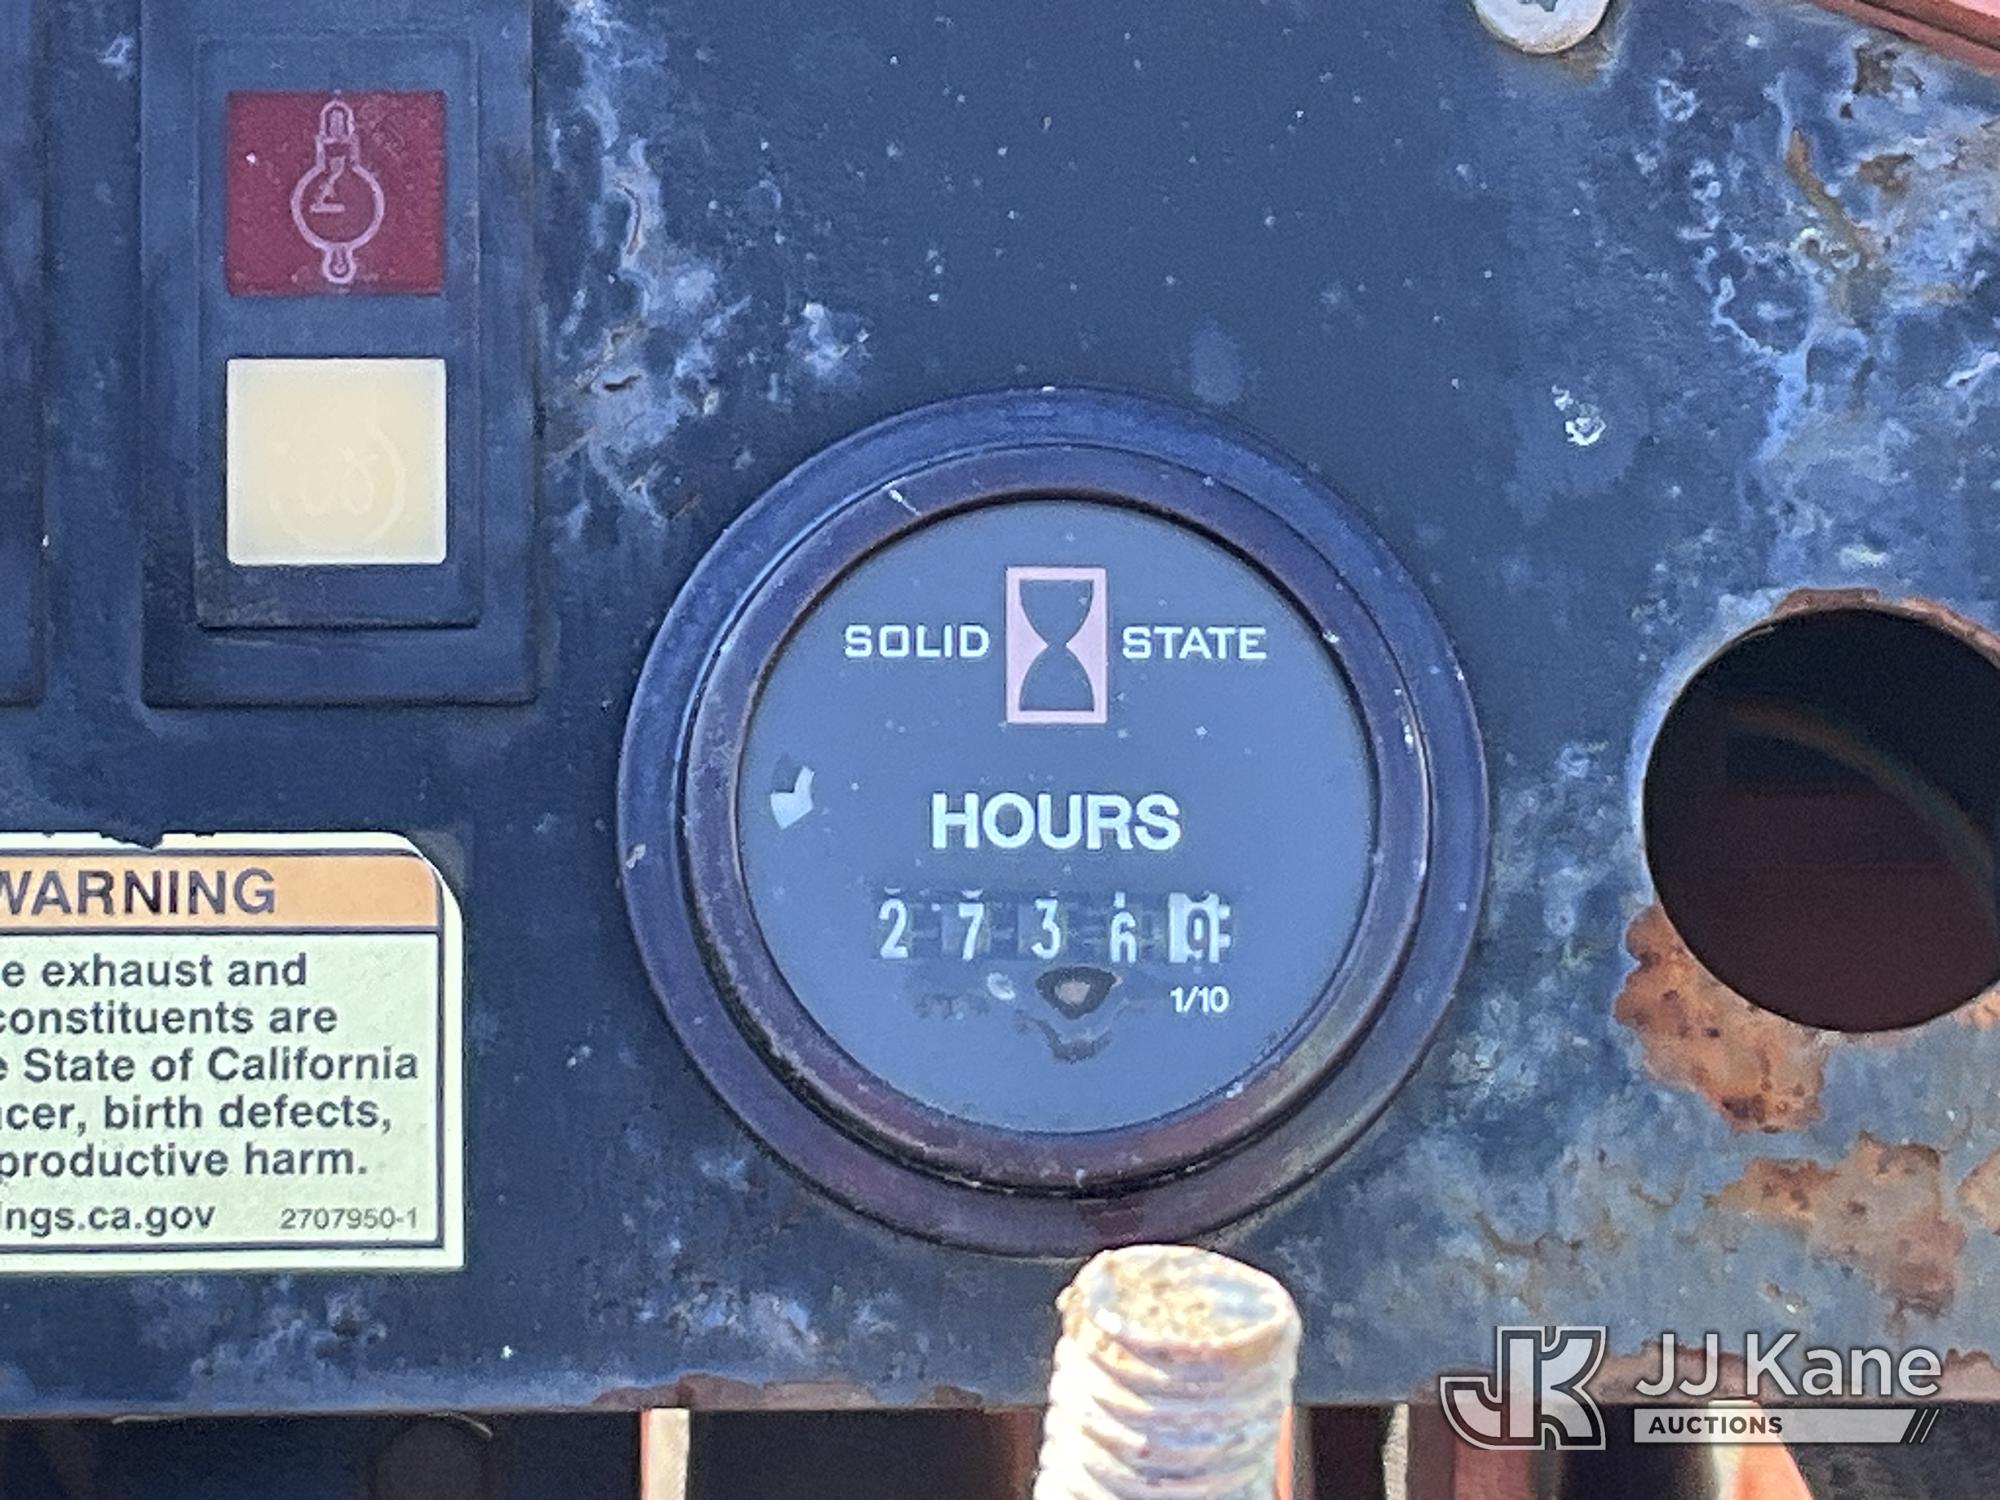 SOLID STATE
HOURS
2 7 3 6 0
1/10
WARNING
e exhaust and
constituents are
e State of California
ncer, birth defects,
productive harm.
ings.ca.gov 2707950-1
JJ Kane
AUCTIONS